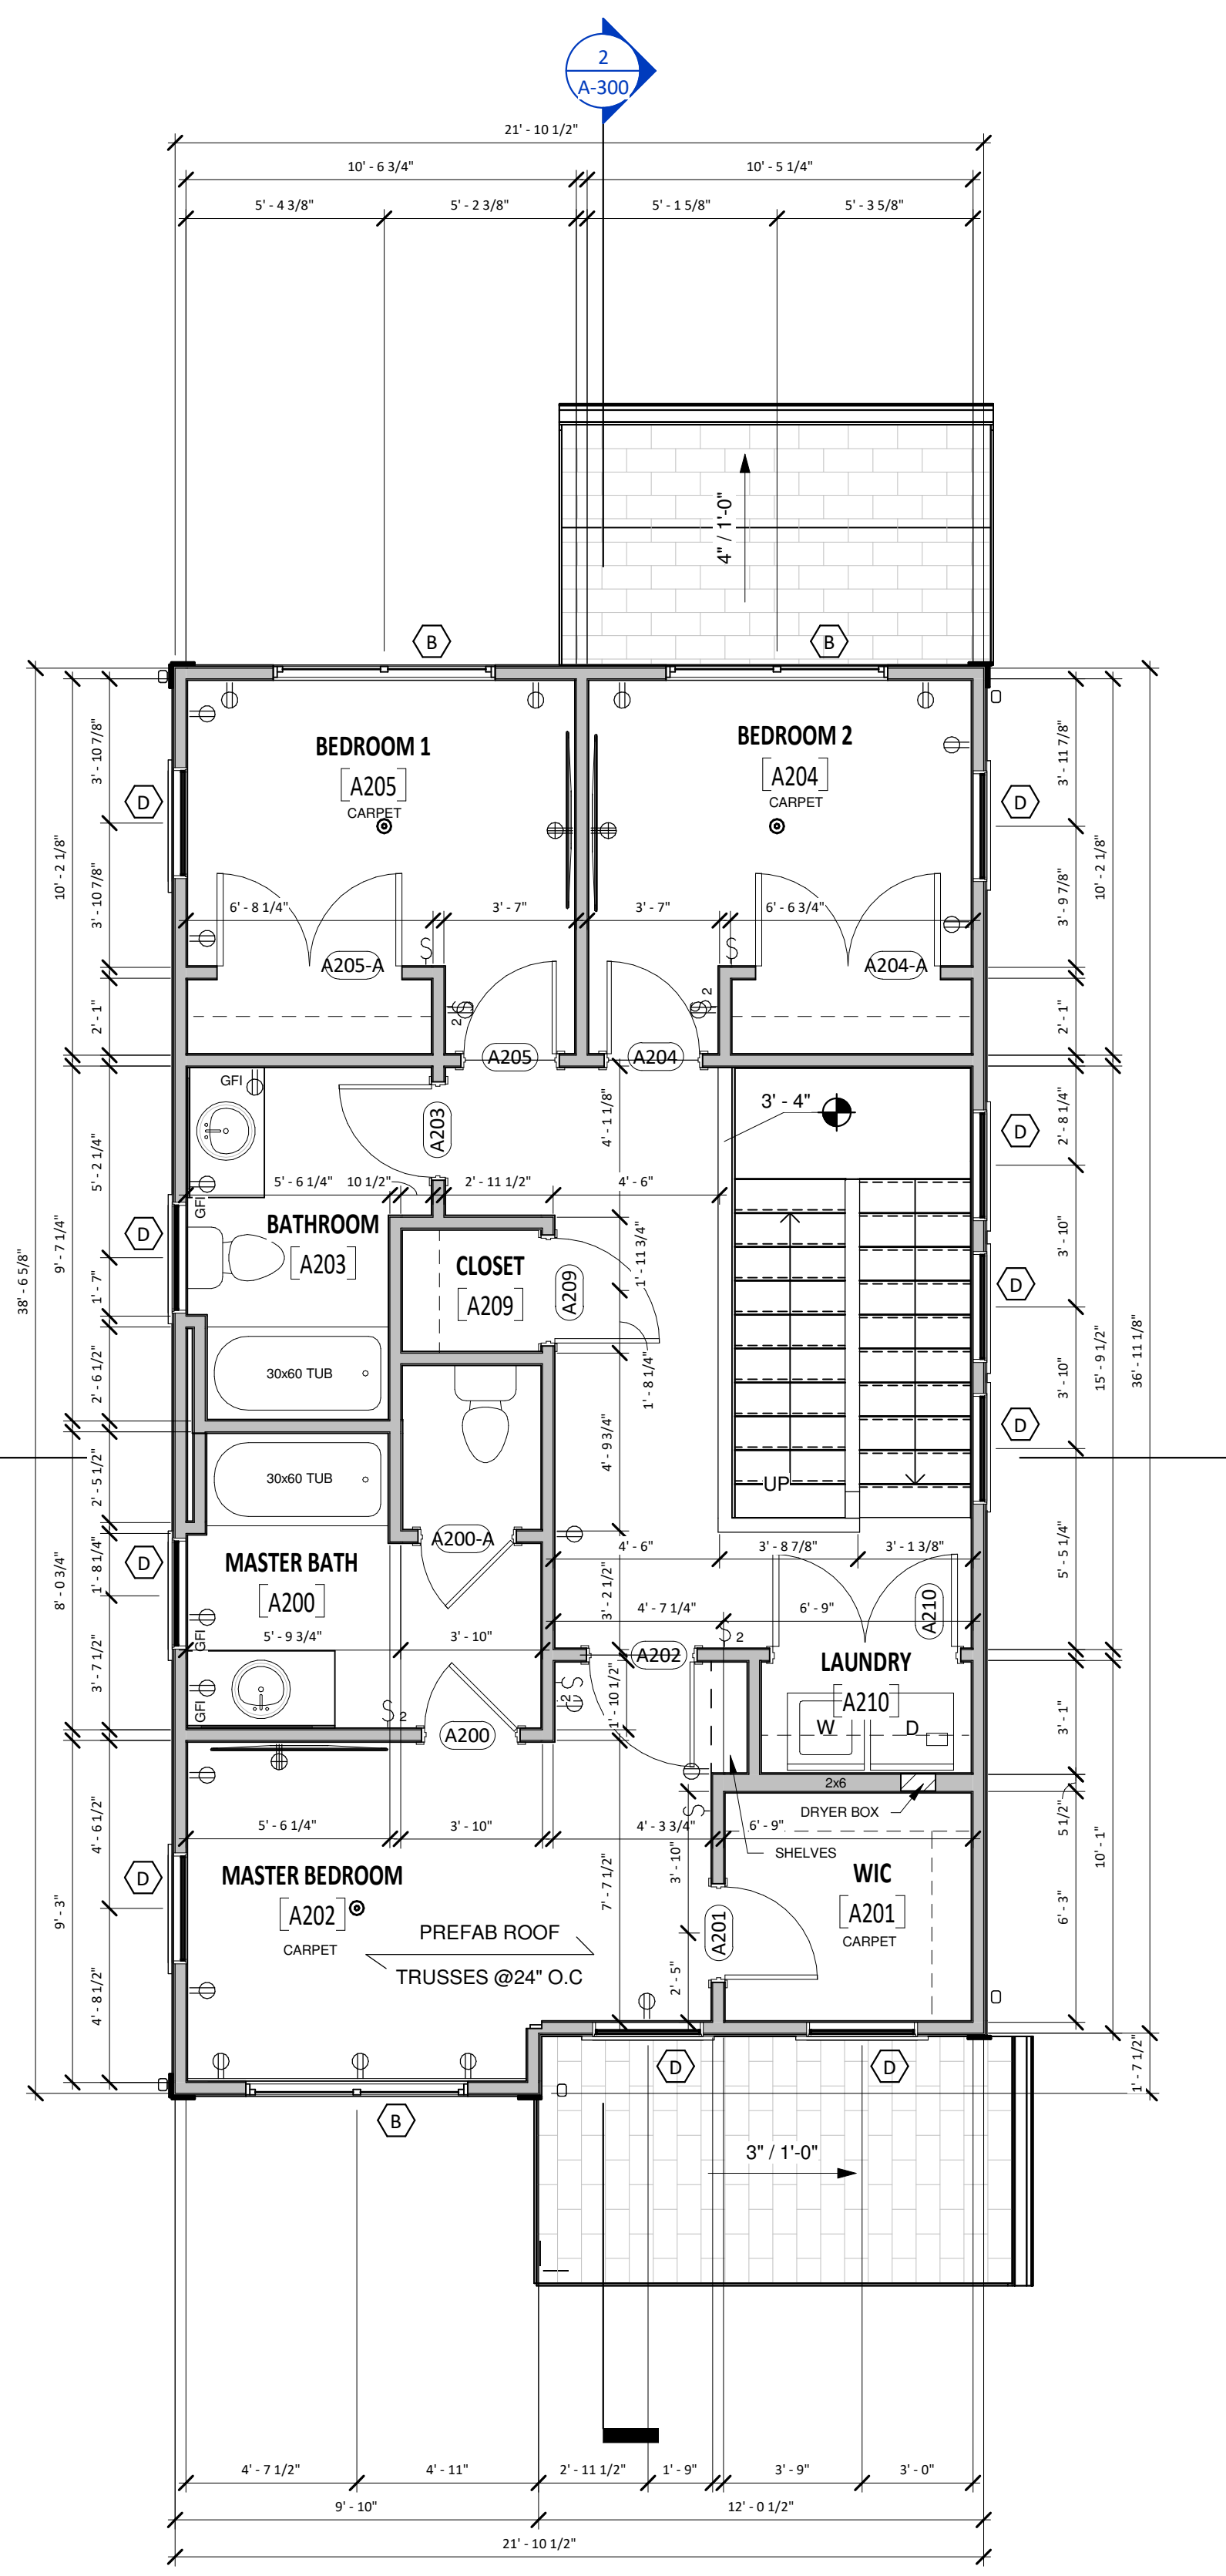 2
A-300
21' - 10 1/2"
10' - 6 3/4"
10' - 5 1/4"
5' - 4 3/8"
5' - 2 3/8"
5' - 1 5/8"
5' - 3 5/8"
4" / 1'-0"
B
B
BEDROOM 1
A205
CARPET
BEDROOM 2
A204
CARPET
D
D
3' - 10 7/8"
3' - 10 7/8"
10' - 2 1/8"
2' - 1"
3' - 11 7/8"
3' - 9 7/8"
10' - 2 1/8"
2' - 1"
6' - 8 1/4"
3' - 7"
3' - 7"
6' - 6 3/4"
A205-A
S
S
A204-A
2
S
S
2
A205
A204
GFI
A203
4' - 1 1/8"
3' - 4"
2' - 8 1/4"
D
5' - 2 1/4"
GFI
5' - 6 1/4"
10 1/2"
2' - 11 1/2"
4' - 6"
BATHROOM
A203
D
9' - 7 1/4"
1' - 7"
38' - 6 5/8"
CLOSET
A209
A209
1' - 11 3/4"
1' - 8 1/4"
3' - 10"
D
3' - 10"
15' - 9 1/2"
36' - 11 1/8"
2' - 6 1/2"
30x60 TUB
D
4' - 9 3/4"
30x60 TUB
2' - 5 1/2"
UP
A200-A
MASTER BATH
A200
D
1' - 8 1/4"
8' - 0 3/4"
4' - 6"
3' - 8 7/8"
3' - 1 3/8"
5' - 5 1/4"
3' - 2 1/2"
4' - 7 1/4"
6' - 9"
A210
GFI
5' - 9 3/4"
3' - 10"
S
2
A202
LAUNDRY
A210
W
D
3' - 7 1/2"
GFI
S
2
A200
S
2
1' - 10 1/2"
3' - 1"
2x6
DRYER BOX
S
5 1/2"
4' - 6 1/2"
5' - 6 1/4"
3' - 10"
4' - 3 3/4"
6' - 9"
SHELVES
3' - 10"
10' - 1"
MASTER BEDROOM
A202
CARPET
D
7' - 7 1/2"
WIC
A201
CARPET
A201
6' - 3"
9' - 3"
PREFAB ROOF
TRUSSES @24" O.C
2' - 5"
4' - 8 1/2"
D
D
1' - 7 1/2"
B
3" / 1'-0"
4' - 7 1/2"
4' - 11"
2' - 11 1/2"
1' - 9"
3' - 9"
3' - 0"
9' - 10"
12' - 0 1/2"
21' - 10 1/2"